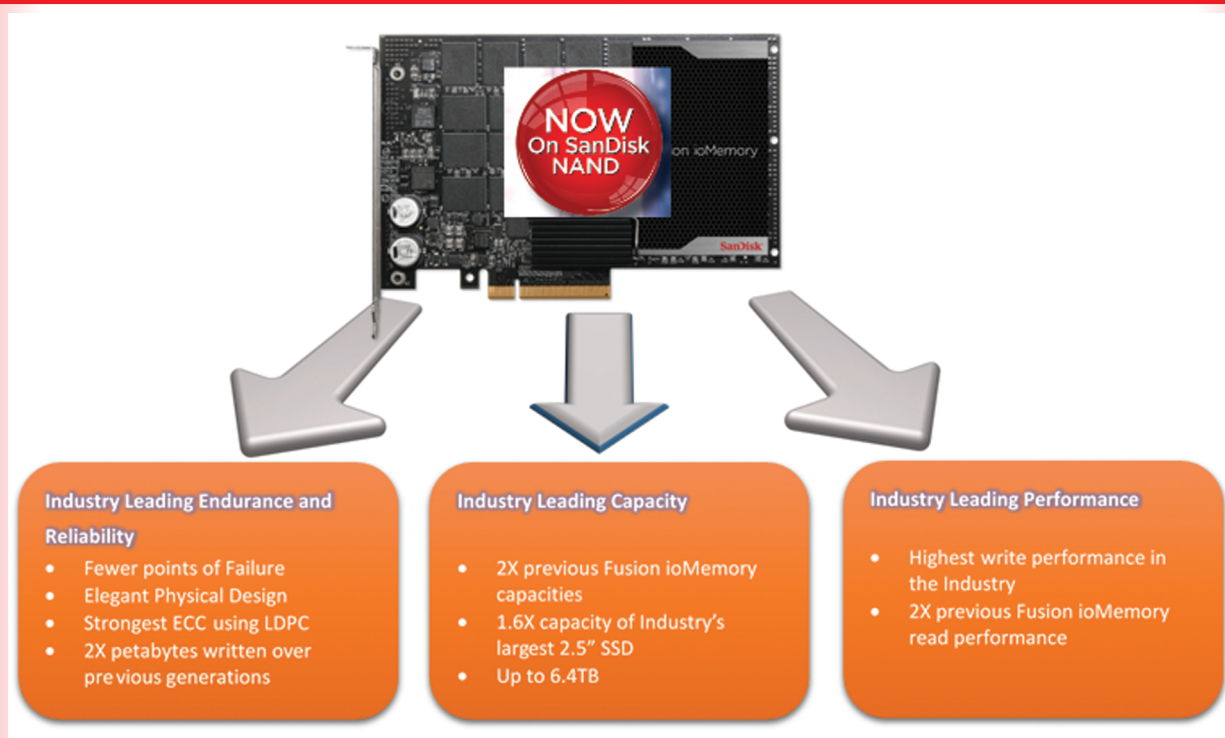 NOW
On SanDisk
NAND
on ioMemory
SanDisk
Industry Leading Endurance and
Reliability
• Fewer points of Failure
• Elegant Physical Design
• Strongest ECC using LDPC
• 2X petabytes written over
previous generations
Industry Leading Capacity
• 2X previous Fusion ioMemory
capacities
• 1.6X capacity of Industry's
largest 2.5” SSD
• Up to 6.4TB
Industry Leading Performance
• Highest write performance in
the Industry
• 2X previous Fusion ioMemory
read performance